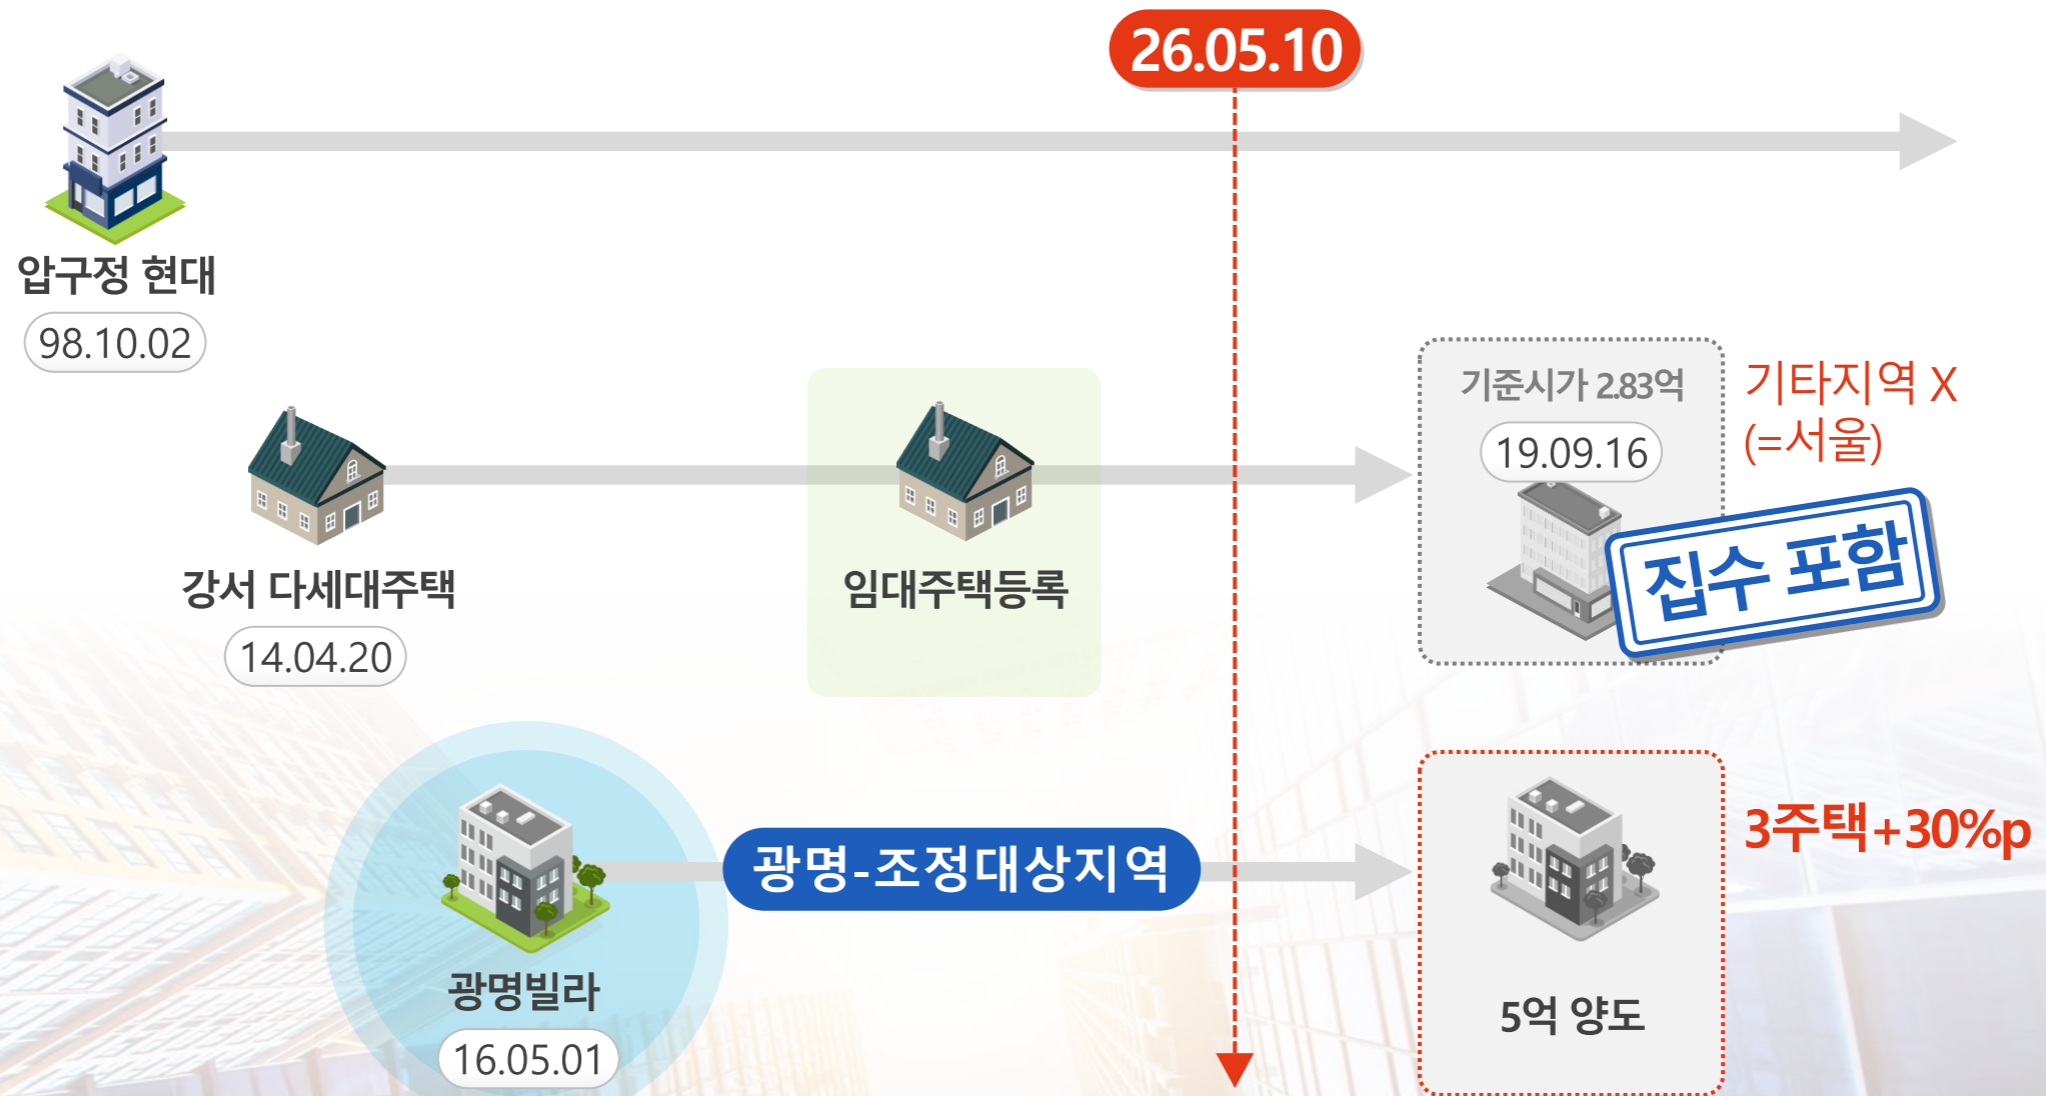 26.05.10
압구정 현대
98.10.02
기준시가 2.83억
19.09.16
기타지역 X
(=서울)
집수 포함
강서 다세대주택
14.04.20
임대주택등록
광명-조정대상지역
3주택+30%p
광명빌라
16.05.01
5억 양도